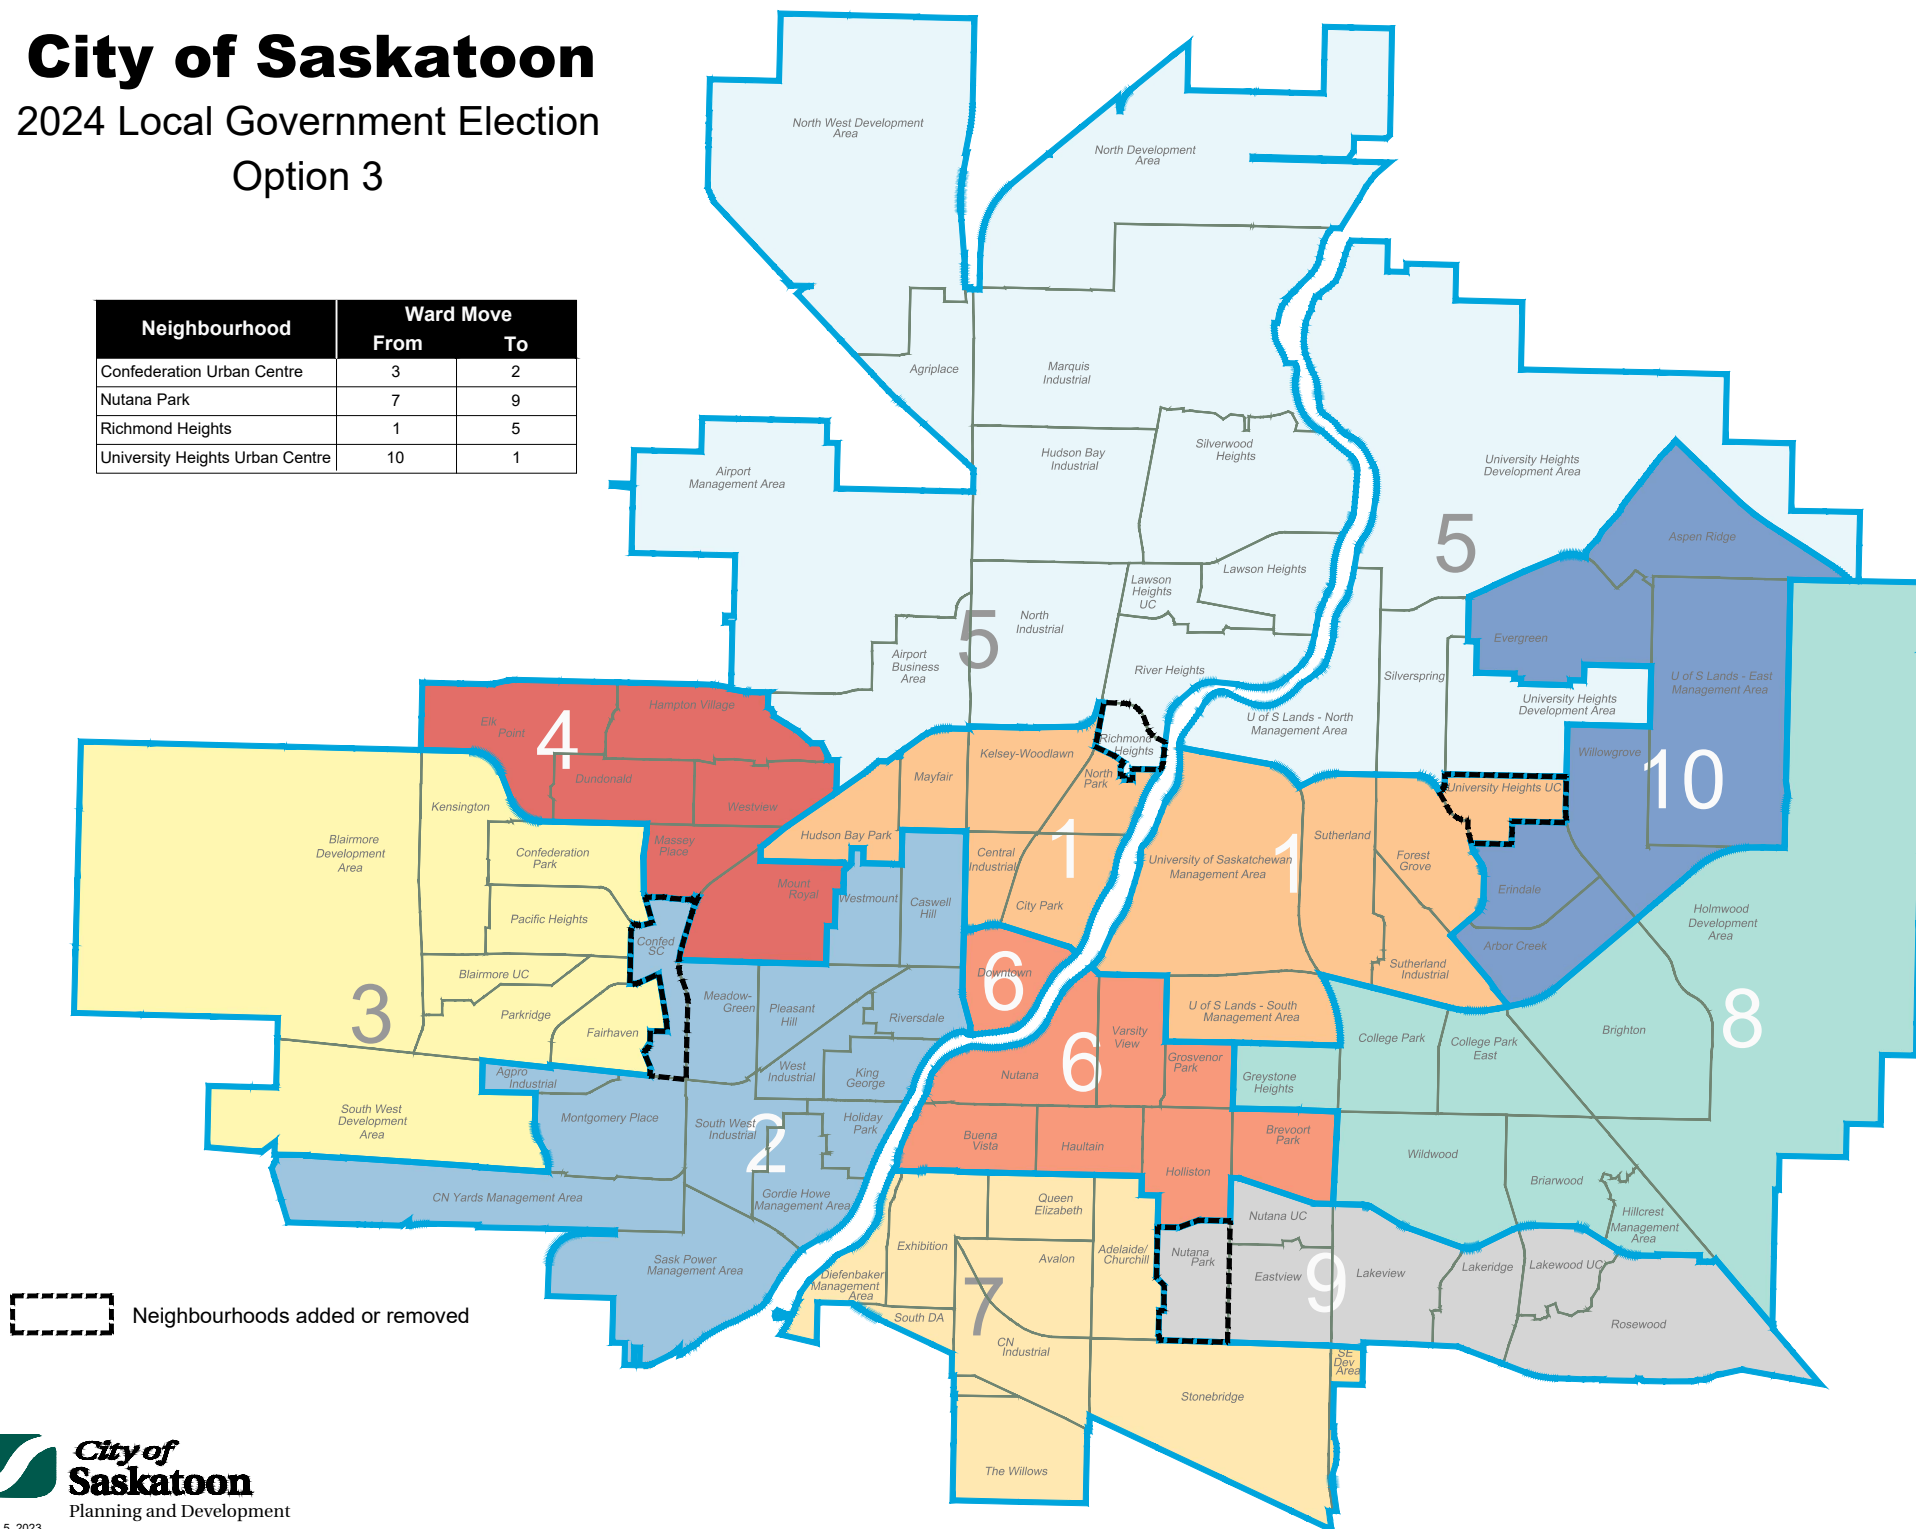 City of Saskatoon
2024 Local Government Election
Option 3
Neighbourhood
Ward Move
From To
Confederation Urban Centre 3 2
Nutana Park 7 9
Richmond Heights 1 5
University Heights Urban Centre 10 1
North West Development
Area
North Development
Area
Agriplace
Marquis
Industrial
Hudson Bay
Industrial
Silverwood
Heights
University Heights
Development Area
Airport
Management Area
5
Aspen Ridge
Lawson Heights
Lawson
Heights
UC
North
Industrial
5
Airport
Business
Area
River Heights
Evergreen
Silverspring
U of S Lands - East
Management Area
University Heights
Development Area
U of S Lands - North
Management Area
Richmond
Heights
Elk
Point
4
Hampton Village
Dundonald
Westview
Massey
Place
Mount
Royal
Kelsey-Woodlawn
North
Park
Mayfair
Hudson Bay Park
Willowgrove
10
University Heights UC
Kensington
Blairmore
Development
Area
Confederation
Park
Pacific Heights
Confed
SC
Blairmore UC
3
Parkridge
Fairhaven
Central
Industrial
1
City Park
University of Saskatchewan
Management Area
1
Sutherland
Forest
Grove
Sutherland
Industrial
Erindale
Arbor Creek
Holmwood
Development
Area
Westmount
Caswell
Hill
6
Downtown
Meadow-
Green
Pleasant
Hill
Riversdale
West
Industrial
King
George
U of S Lands - South
Management Area
Varsity
View
6
Nutana
Grosvenor
Park
Greystone
Heights
College Park
College Park
East
Brighton
8
Agpro
Industrial
Montgomery Place
South West
Development
Area
South West
Industrial
2
Holiday
Park
Gordie Howe
Management Area
CN Yards Management Area
Sask Power
Management Area
Buena
Vista
Haultain
Holliston
Brevoort
Park
Wildwood
Briarwood
Hillcrest
Management
Area
Queen
Elizabeth
Exhibition
Avalon
Adelaide/
Churchill
Nutana
Park
Nutana UC
Eastview
9
Lakeview
Lakeridge
Lakewood UC
Rosewood
Diefenbaker
Management
Area
South DA
7
CN
Industrial
SE
Dev
Area
Stonebridge
The Willows
Neighbourhoods added or removed
City of
Saskatoon
Planning and Development
5, 2023